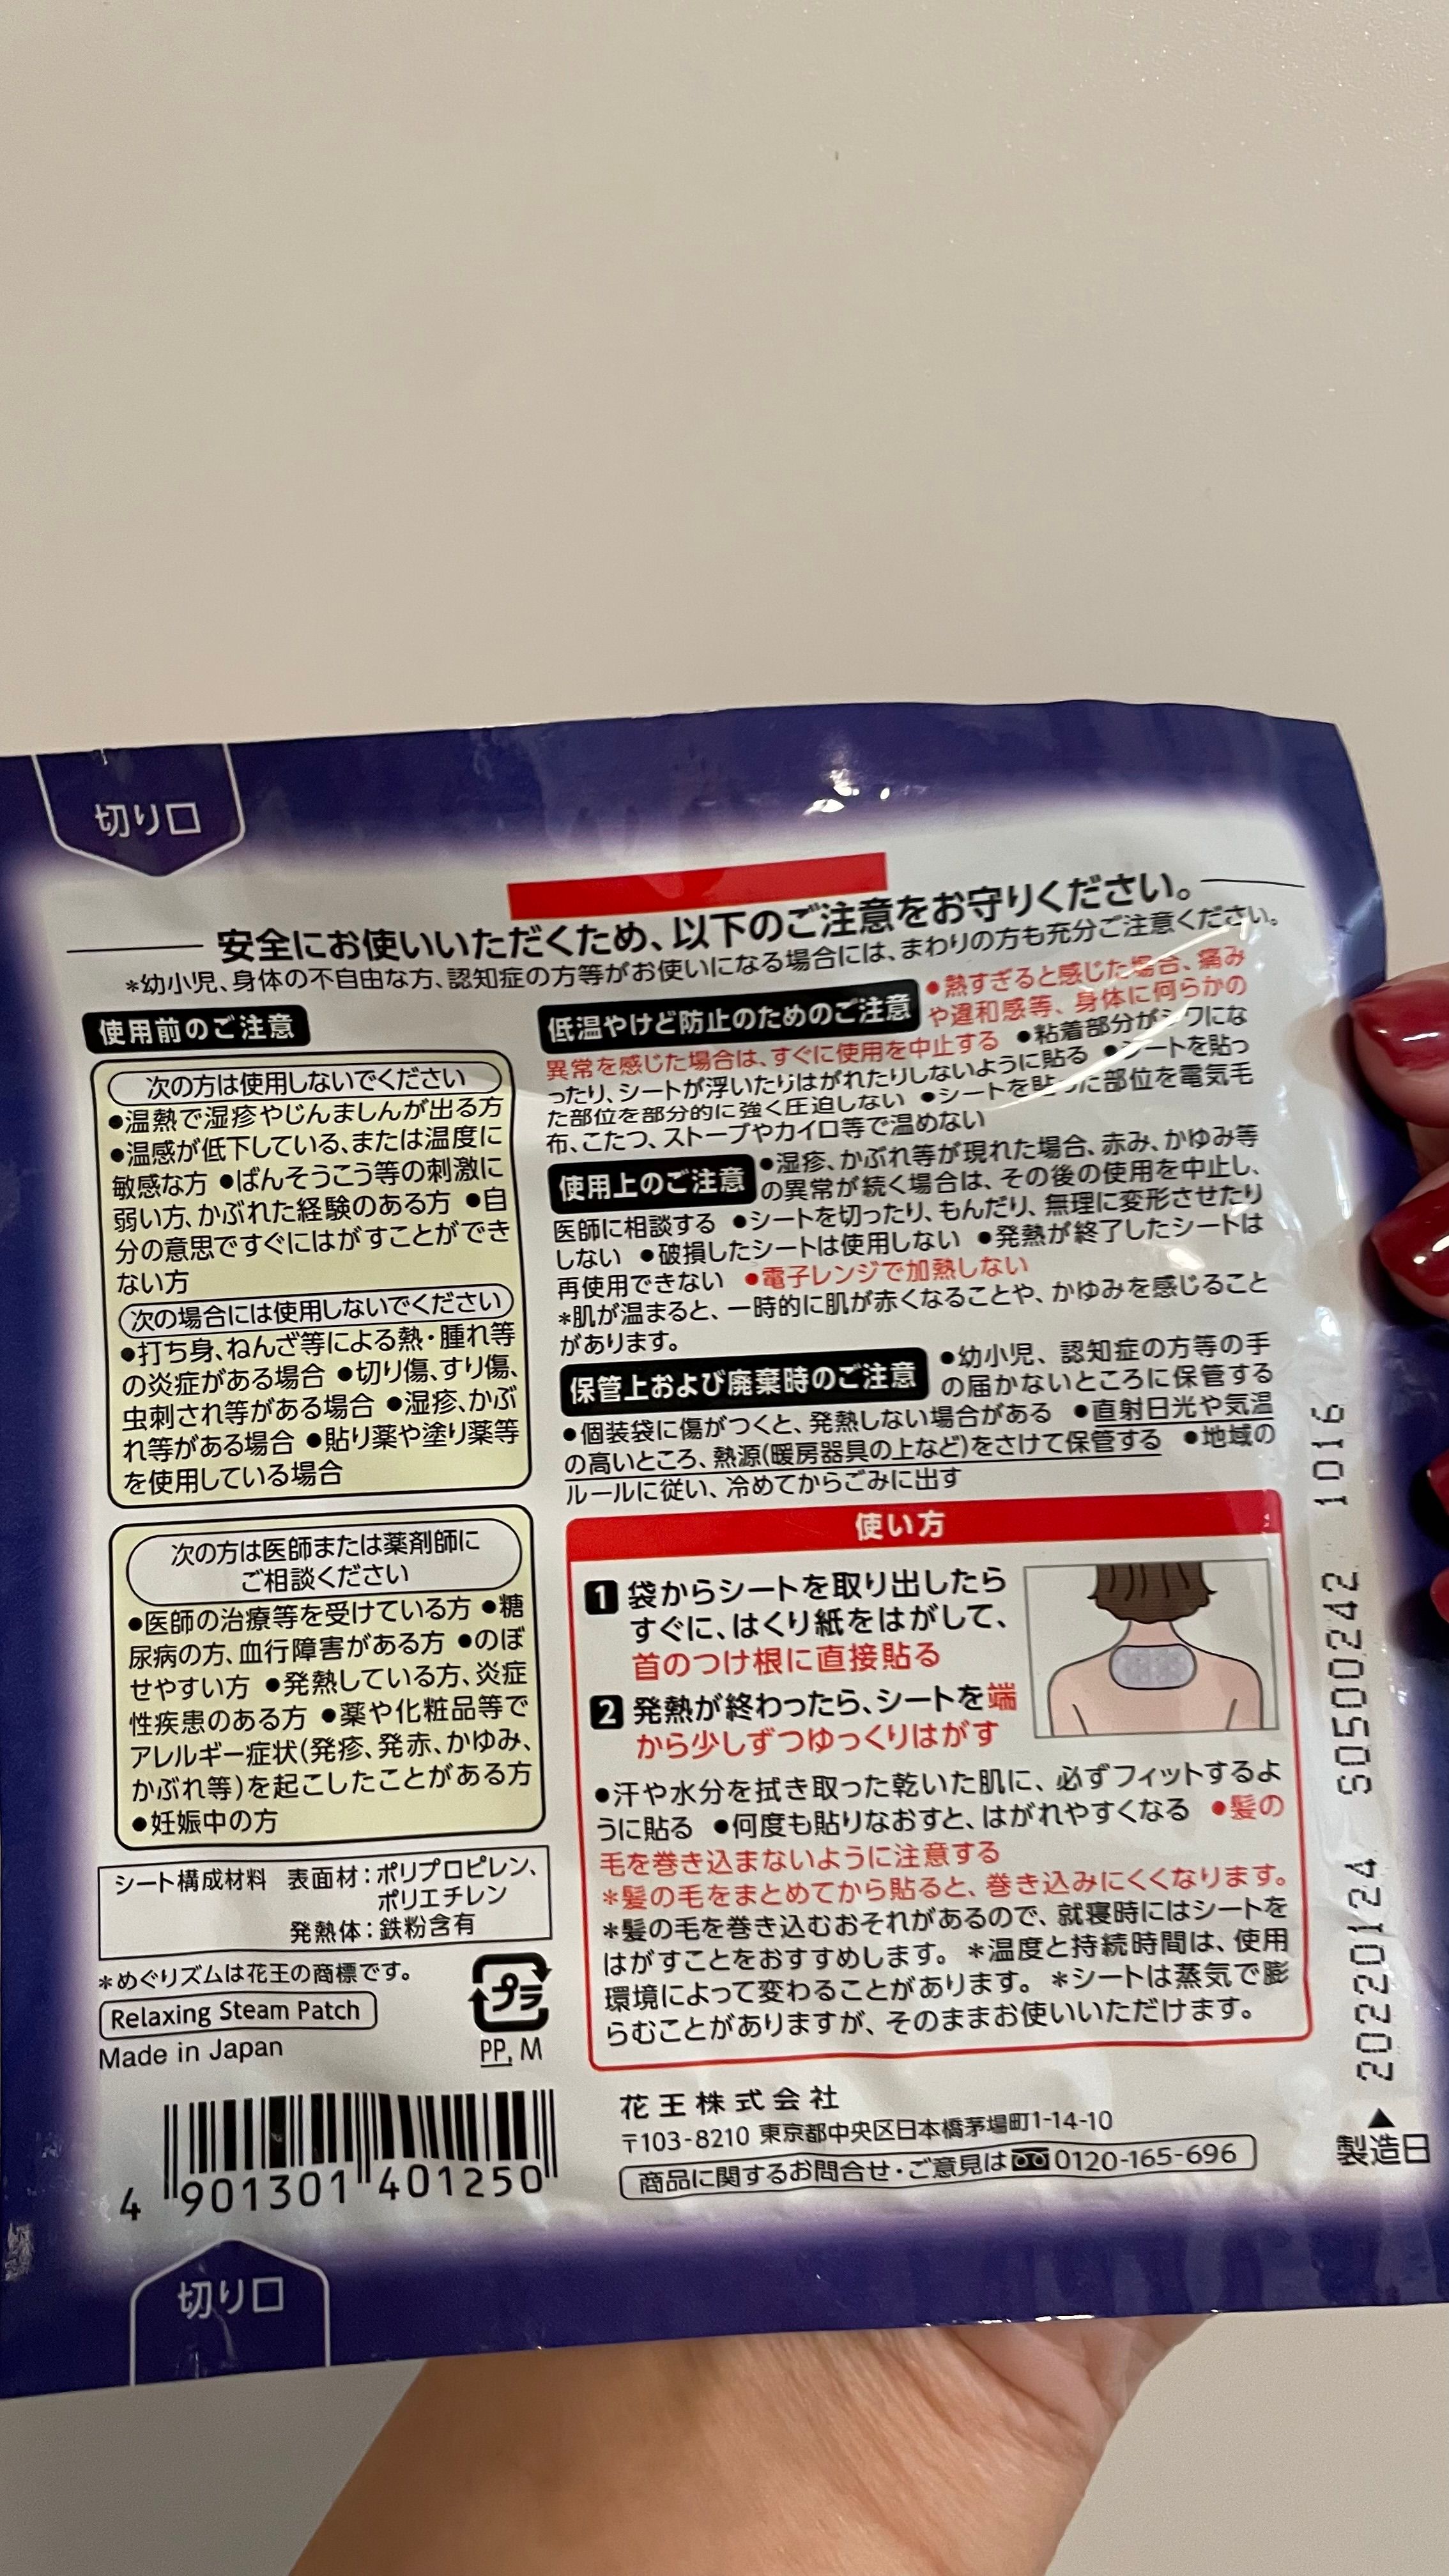 切り口
安全にお使いいただくため、以下のご注意をお守りください。
*幼小児、身体の不自由な方、認知症の方等がお使いになる場合には、まわりの方も充分ご注意ください。
使用前のご注意
次の方は使用しないでください
●温熱で湿疹やじんましんが出る方
●温感が低下している、または温度に
敏感な方 ●ばんそうこう等の刺激に
弱い方、かぶれた経験のある方 ●自
分の意思ですぐにはがすことができ
ない方
次の場合には使用しないでください
●打ち身、ねんざ等による熱・腫れ等
の炎症がある場合 ●切り傷、すり傷、
虫刺され等がある場合 ●湿疹、かぶ
れ等がある場合 ●貼り薬や塗り薬等
を使用している場合
次の方は医師または薬剤師に
ご相談ください
●医師の治療等を受けている方 ●糖
尿病の方、血行障害がある方 ●のぼ
せやすい方 ●発熱している方、炎症
性疾患のある方 ●薬や化粧品等で
アレルギー症状(発疹、発赤、かゆみ、
かぶれ等)を起こしたことがある方
●妊娠中の方
シート構成材料 表面材:ポリプロピレン、
ポリエチレン
発熱体:鉄粉含有
*めぐリズムは花王の商標です。
Relaxing Steam Patch
Made in Japan
プラ
PP, M
4 901301 401250
切り口
低温やけど防止のためのご注意 ●熱すぎると感じた場合、痛み
や違和感等、身体に何らかの
異常を感じた場合は、すぐに使用を中止する ●粘着部分がシワにな
ったり、シートが浮いたりはがれたりしないように貼る ●シートを貼っ
た部位を部分的に強く圧迫しない ●シートを貼った部位を電気毛
布、こたつ、ストーブやカイロ等で温めない
使用上のご注意 ●湿疹、かぶれ等が現れた場合、赤み、かゆみ等
の異常が続く場合は、その後の使用を中止し、
医師に相談する ●シートを切ったり、もんだり、無理に変形させたり
しない ●破損したシートは使用しない ●発熱が終了したシートは
再使用できない ●電子レンジで加熱しない
*肌が温まると、一時的に肌が赤くなることや、かゆみを感じること
があります。
保管上および廃棄時のご注意 ●幼小児、認知症の方等の手
の届かないところに保管する
●個装袋に傷がつくと、発熱しない場合がある ●直射日光や気温
の高いところ、熱源(暖房器具の上など)をさけて保管する ●地域の
ルールに従い、冷めてからごみに出す
使い方
1 袋からシートを取り出したら
すぐに、はくり紙をはがして、
首のつけ根に直接貼る
2 発熱が終わったら、シートを端
から少しずつゆっくりはがす
●汗や水分を拭き取った乾いた肌に、必ずフィットするよ
うに貼る ●何度も貼りなおすと、はがれやすくなる ●髪の
毛を巻き込まないように注意する
*髪の毛をまとめてから貼ると、巻き込みにくくなります。
*髪の毛を巻き込むおそれがあるので、就寝時にはシートを
はがすことをおすすめします。 *温度と持続時間は、使用
環境によって変わることがあります。 *シートは蒸気で膨
らむことがありますが、そのままお使いいただけます。
花王株式会社
〒103-8210 東京都中央区日本橋茅場町1-14-10
商品に関するお問合せ・ご意見は 0120-165-696
製造日 ▲ 20220124 S0500242 1016